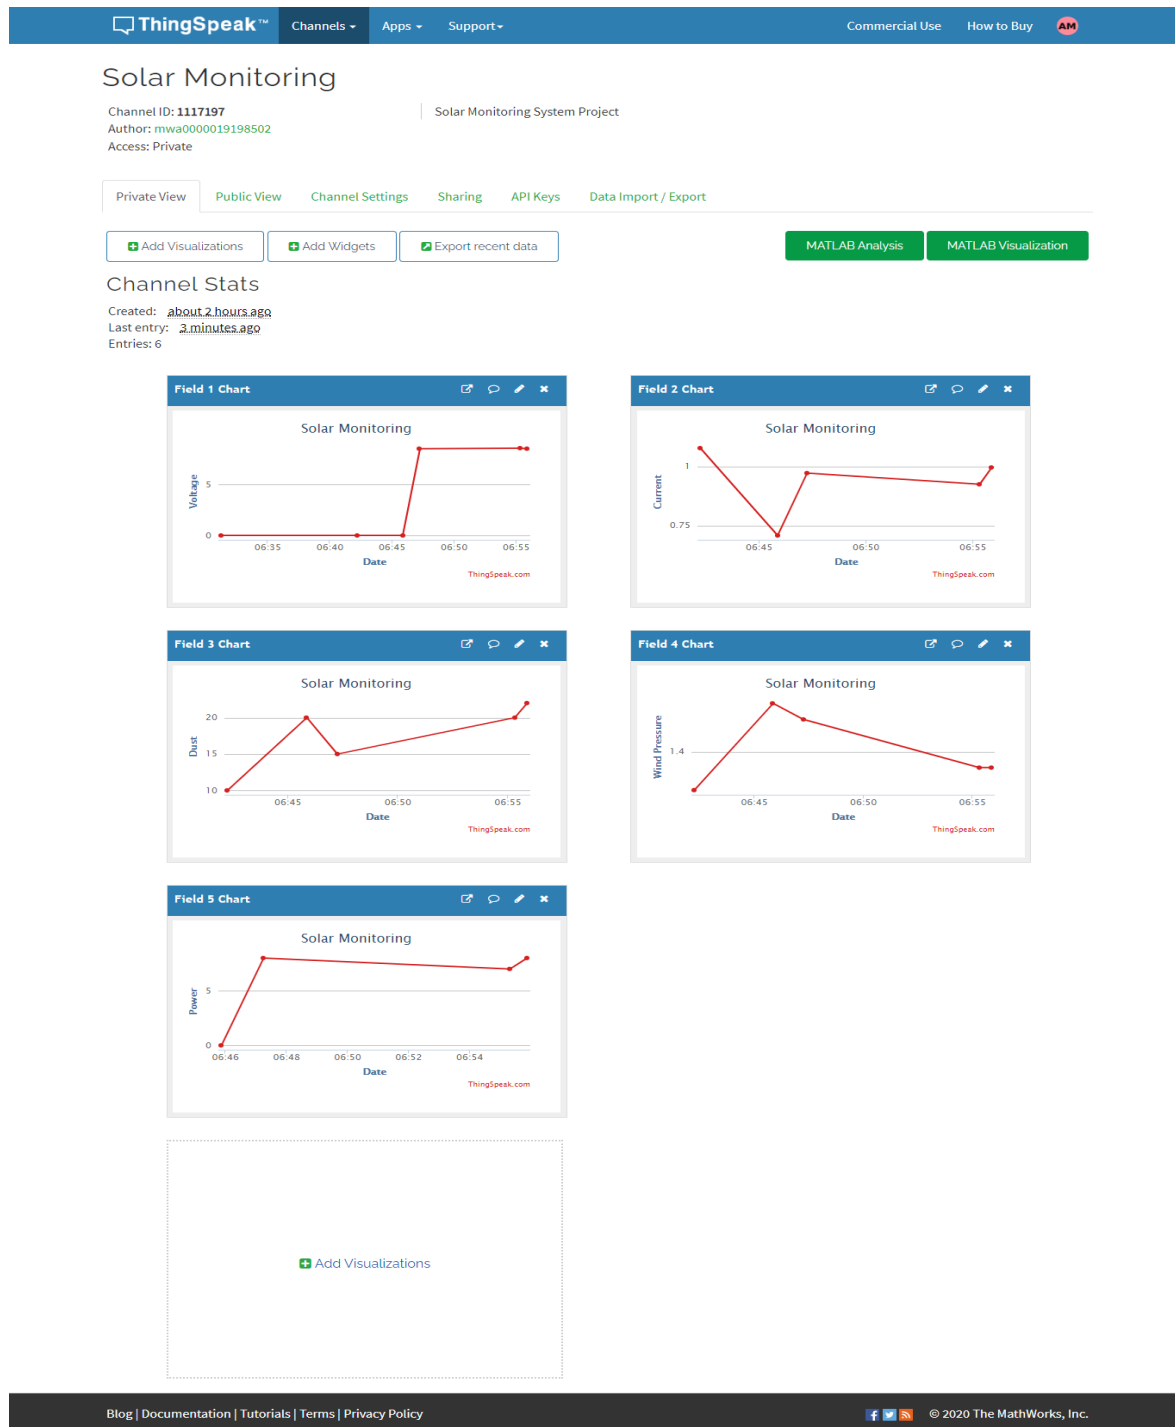 ThingSpeak™ Channels Apps Support Commercial Use How to Buy AM
Solar Monitoring
Channel ID: 1117197
Solar Monitoring System Project
Author: mwa0000019198502
Access: Private
Private View Public View Channel Settings Sharing API Keys Data Import / Export
Add Visualizations Add Widgets Export recent data MATLAB Analysis MATLAB Visualization
Channel Stats
Created: about 2 hours ago
Last entry: 3 minutes ago
Entries: 6
Field 1 Chart
Solar Monitoring
Voltage
5
0
06:35 06:40 06:45 06:50 06:55
Date
ThingSpeak.com
Field 2 Chart
Solar Monitoring
Current
1
0.75
06:45 06:50 06:55
Date
ThingSpeak.com
Field 3 Chart
Solar Monitoring
Dust
20
15
10
06:45 06:50 06:55
Date
ThingSpeak.com
Field 4 Chart
Solar Monitoring
Wind Pressure
1.4
06:45 06:50 06:55
Date
ThingSpeak.com
Field 5 Chart
Solar Monitoring
Power
5
0
06:46 06:48 06:50 06:52 06:54
Date
ThingSpeak.com
Add Visualizations
Blog | Documentation | Tutorials | Terms | Privacy Policy
© 2020 The MathWorks, Inc.